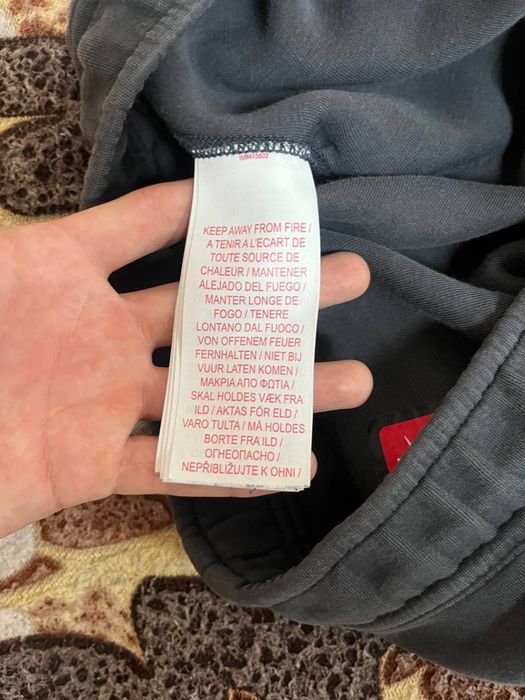 KEEP AWAY FROM FIRE /
A TENIR A L'ECART DE
TOUTE SOURCE DE
CHALEUR / MANTENER
ALEJADO DEL FUEGO /
MANTER LONGE DE
FOGO / TENERE
LONTANO DAL FUOCO /
VON OFFENEM FEUER
FERNHALTEN / NIET BIJ
VUUR LATEN KOMEN /
ΜΑΚΡΙΑ ΑΠΟ ΦΩΤΙΑ /
SKAL HOLDES VÆK FRA
ILD / AKTAS FÖR ELD /
VARO TULTA / MÅ HOLDES
BORTE FRA ILD /
ОГНЕОПАСНО /
NEPŘIBLIŽUJTE K OHNI /